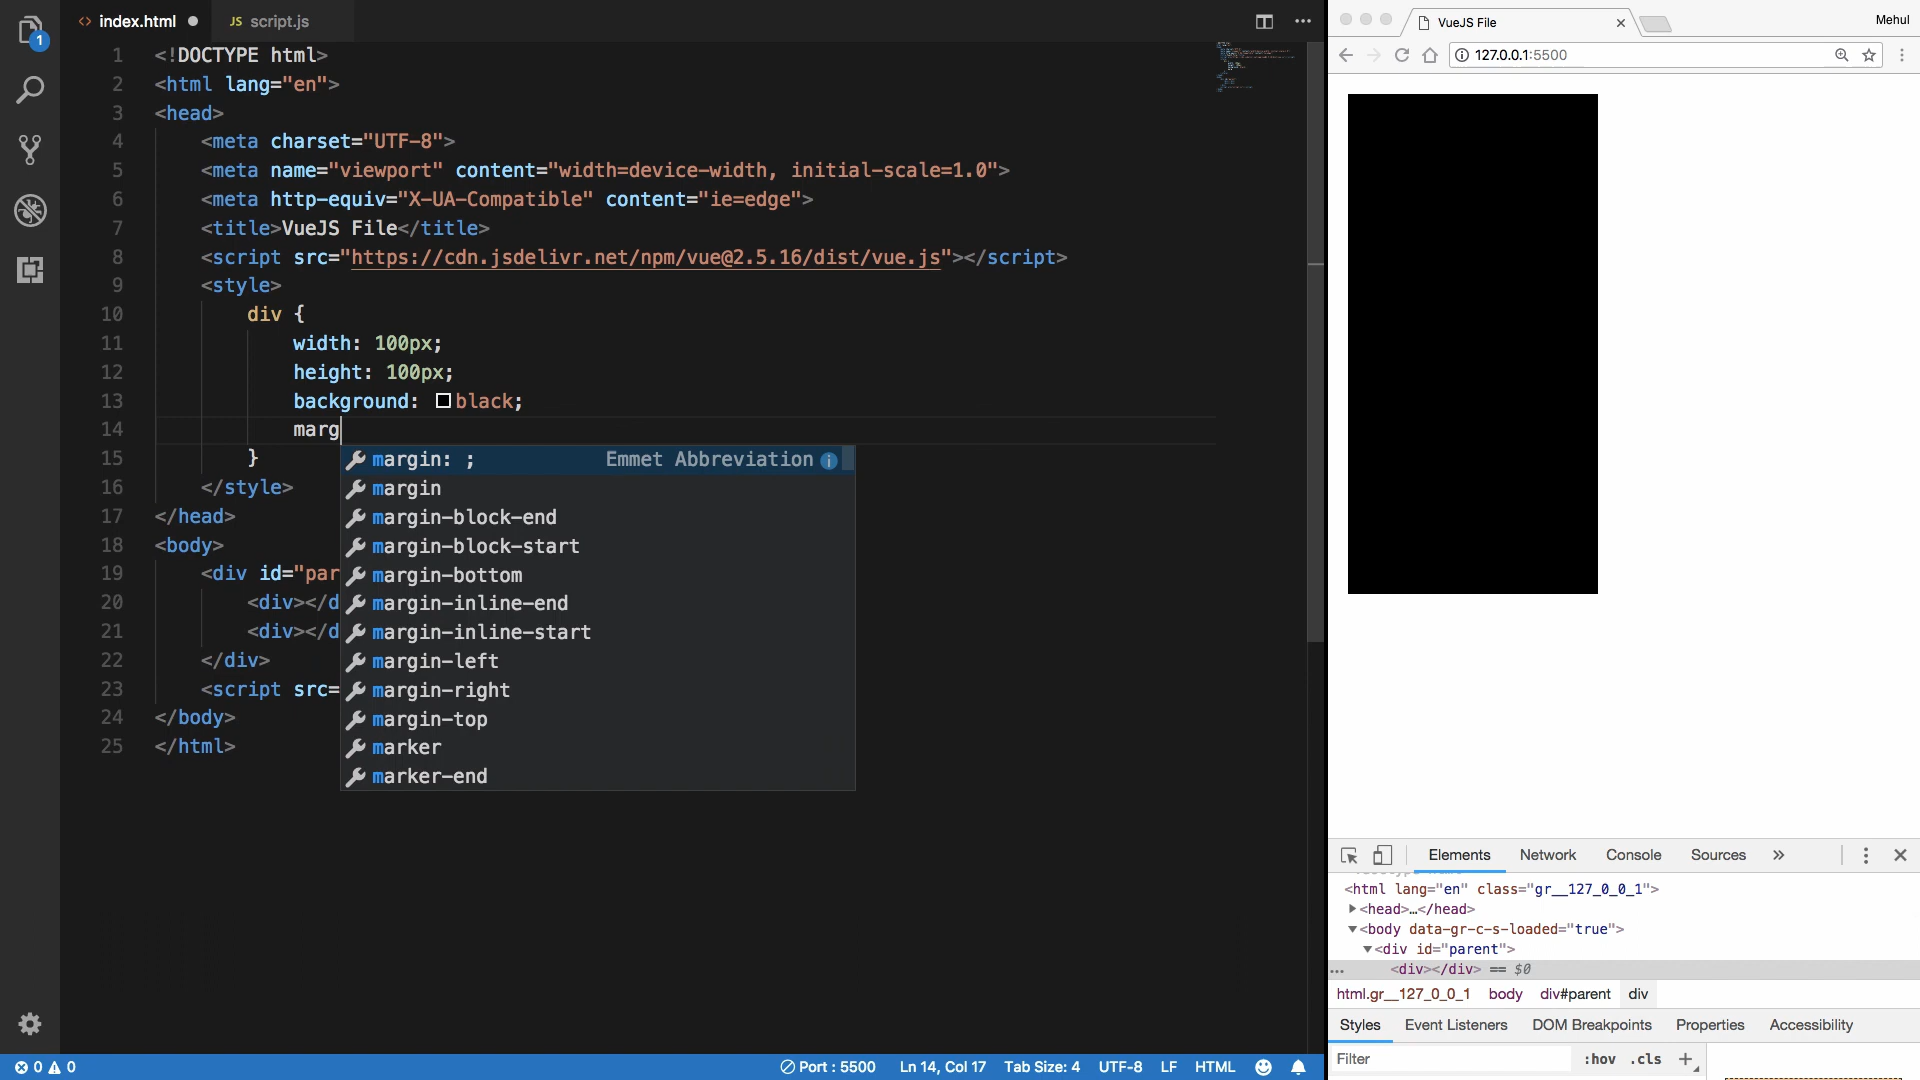 index.html
JS script.js
1 <!DOCTYPE html>
2 <html lang="en">
3 <head>
4 <meta charset="UTF-8">
5 <meta name="viewport" content="width=device-width, initial-scale=1.0">
6 <meta http-equiv="X-UA-Compatible" content="ie=edge">
7 <title>VueJS File</title>
8 <script src="https://cdn.jsdelivr.net/npm/vue@2.5.16/dist/vue.js"></script>
9 <style>
10 div {
11 width: 100px;
12 height: 100px;
13 background: black;
14 marg
15 }
16 </style>
17 </head>
18 <body>
19 <div id="par
20 <div></d
21 <div></d
22 </div>
23 <script src=
24 </body>
25 </html>
margin: ; Emmet Abbreviation
margin
margin-block-end
margin-block-start
margin-bottom
margin-inline-end
margin-inline-start
margin-left
margin-right
margin-top
marker
marker-end
1
0 0
Port : 5500 Ln 14, Col 17 Tab Size: 4 UTF-8 LF HTML
VueJS File
Mehul
127.0.0.1:5500
Elements Network Console Sources »
<html lang="en" class="gr__127_0_0_1">
<head>…</head>
<body data-gr-c-s-loaded="true">
<div id="parent">
... <div></div> == $0
html.gr__127_0_0_1 body div#parent div
Styles Event Listeners DOM Breakpoints Properties Accessibility
Filter :hov .cls +